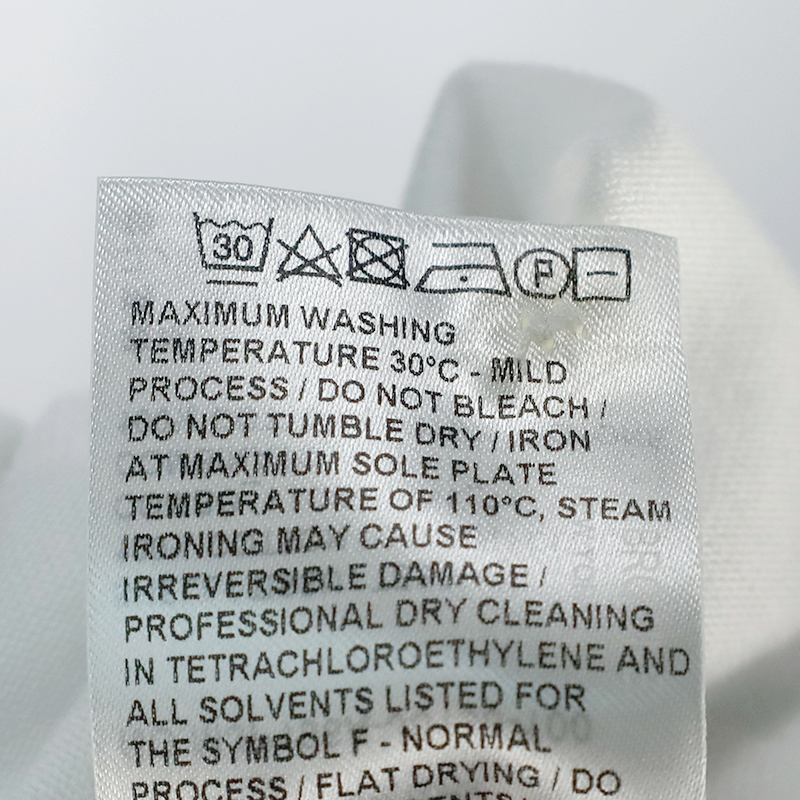 30 P
MAXIMUM WASHING
TEMPERATURE 30°C - MILD
PROCESS / DO NOT BLEACH /
DO NOT TUMBLE DRY / IRON
AT MAXIMUM SOLE PLATE
TEMPERATURE OF 110°C, STEAM
IRONING MAY CAUSE
IRREVERSIBLE DAMAGE /
PROFESSIONAL DRY CLEANING
IN TETRACHLOROETHYLENE AND
ALL SOLVENTS LISTED FOR
THE SYMBOL F - NORMAL
PROCESS / FLAT DRYING / DO